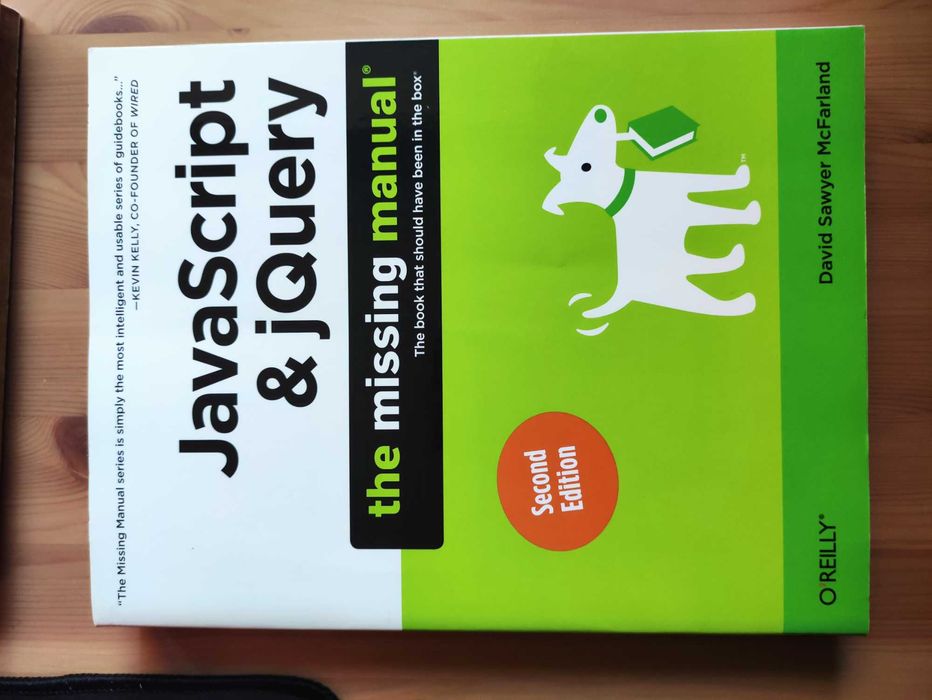 “The Missing Manual series is simply the most intelligent and usable series of guidebooks...”
—KEVIN KELLY, CO-FOUNDER OF WIRED
JavaScript
& jQuery
the missing manual®
The book that should have been in the box®
Second
Edition
™
O'REILLY®
David Sawyer McFarland